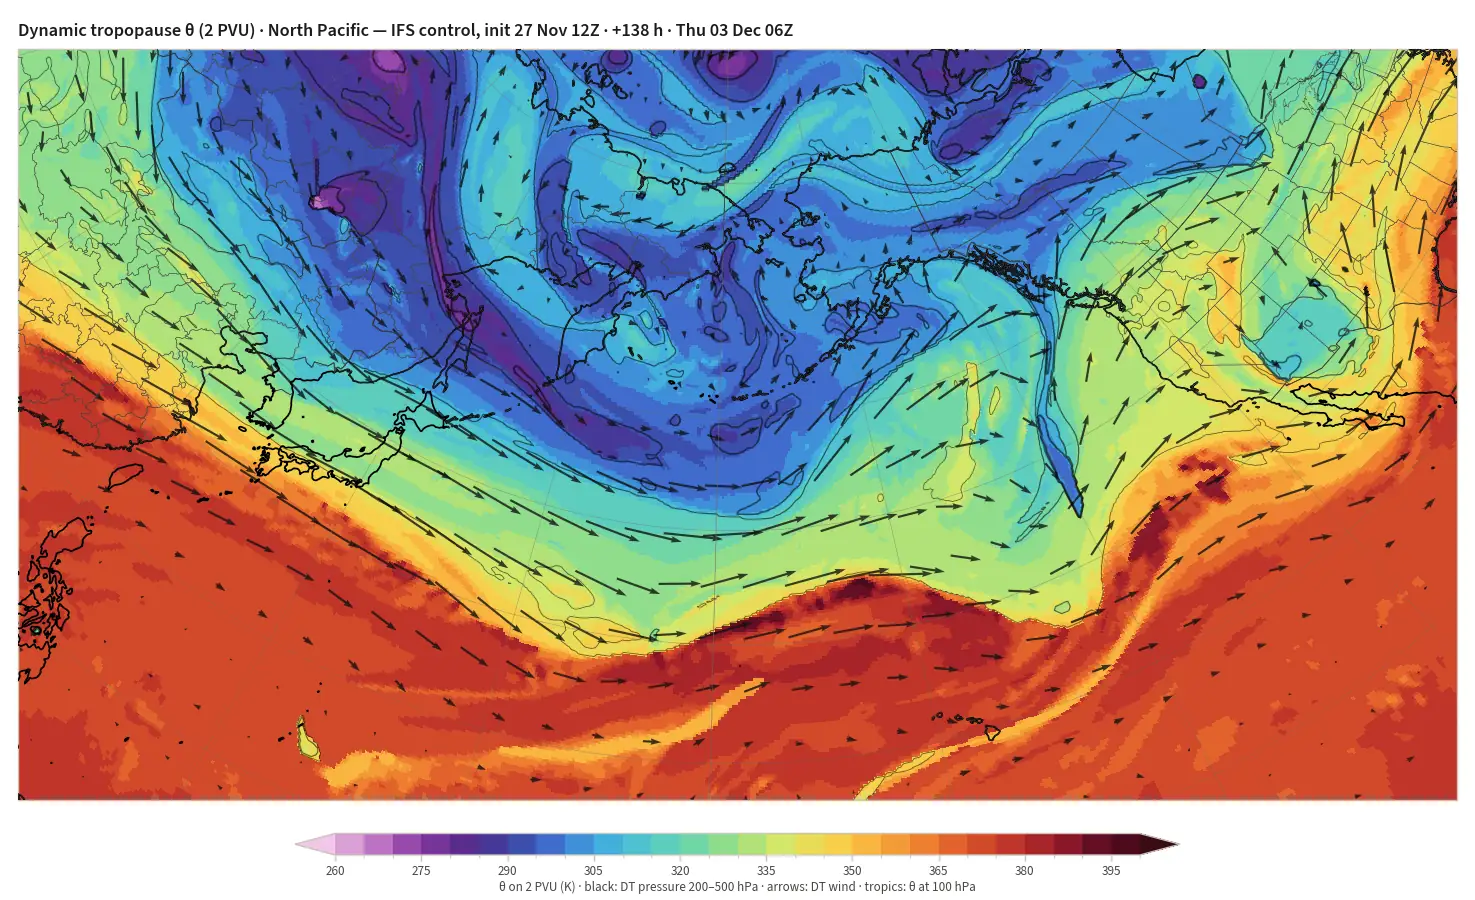 Dynamic tropopause θ (2 PVU) · North Pacific — IFS control, init 27 Nov 12Z · +138 h · Thu 03 Dec 06Z
260 275 290 305 320 335 350 365 380 395
θ on 2 PVU (K) · black: DT pressure 200–500 hPa · arrows: DT wind · tropics: θ at 100 hPa